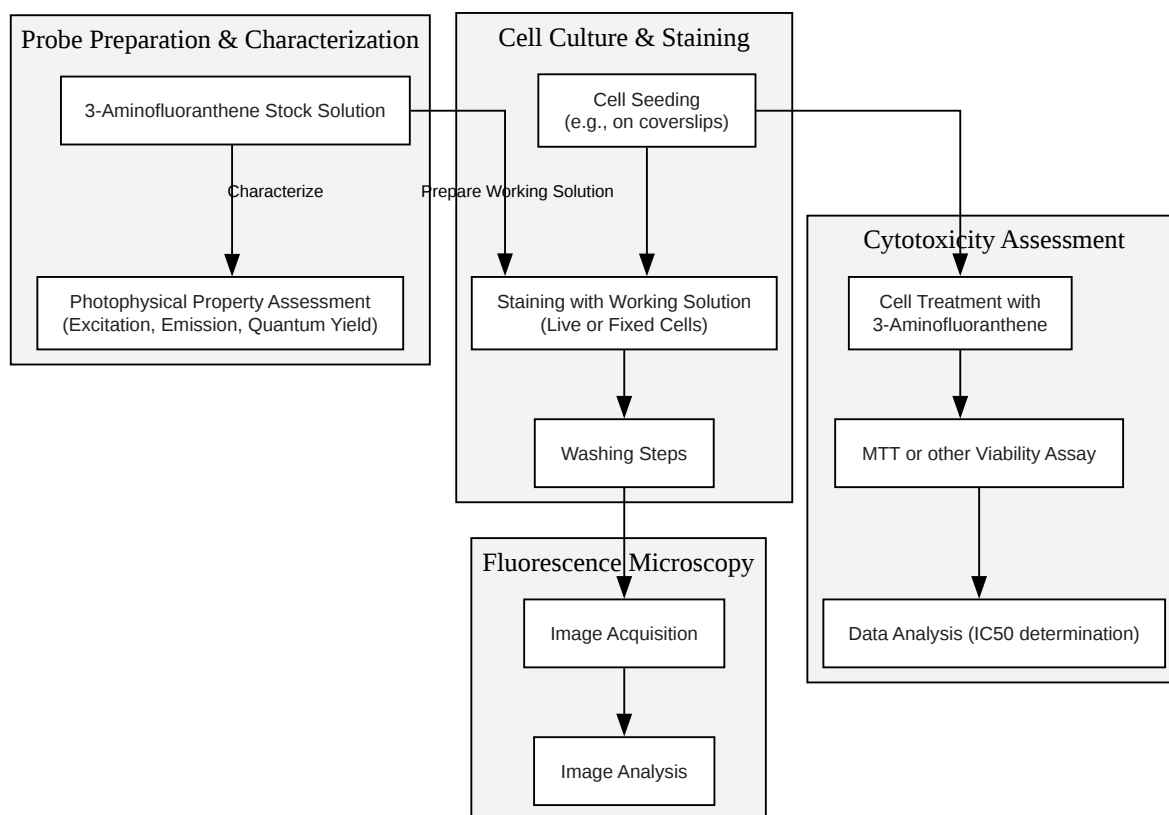 Probe Preparation & Characterization
3-Aminofluoranthene Stock Solution
Characterize
Photophysical Property Assessment
(Excitation, Emission, Quantum Yield)
Cell Culture & Staining
Cell Seeding
(e.g., on coverslips)
Prepare Working Solution
Staining with Working Solution
(Live or Fixed Cells)
Washing Steps
Fluorescence Microscopy
Image Acquisition
Image Analysis
Cytotoxicity Assessment
Cell Treatment with
3-Aminofluoranthene
MTT or other Viability Assay
Data Analysis (IC50 determination)